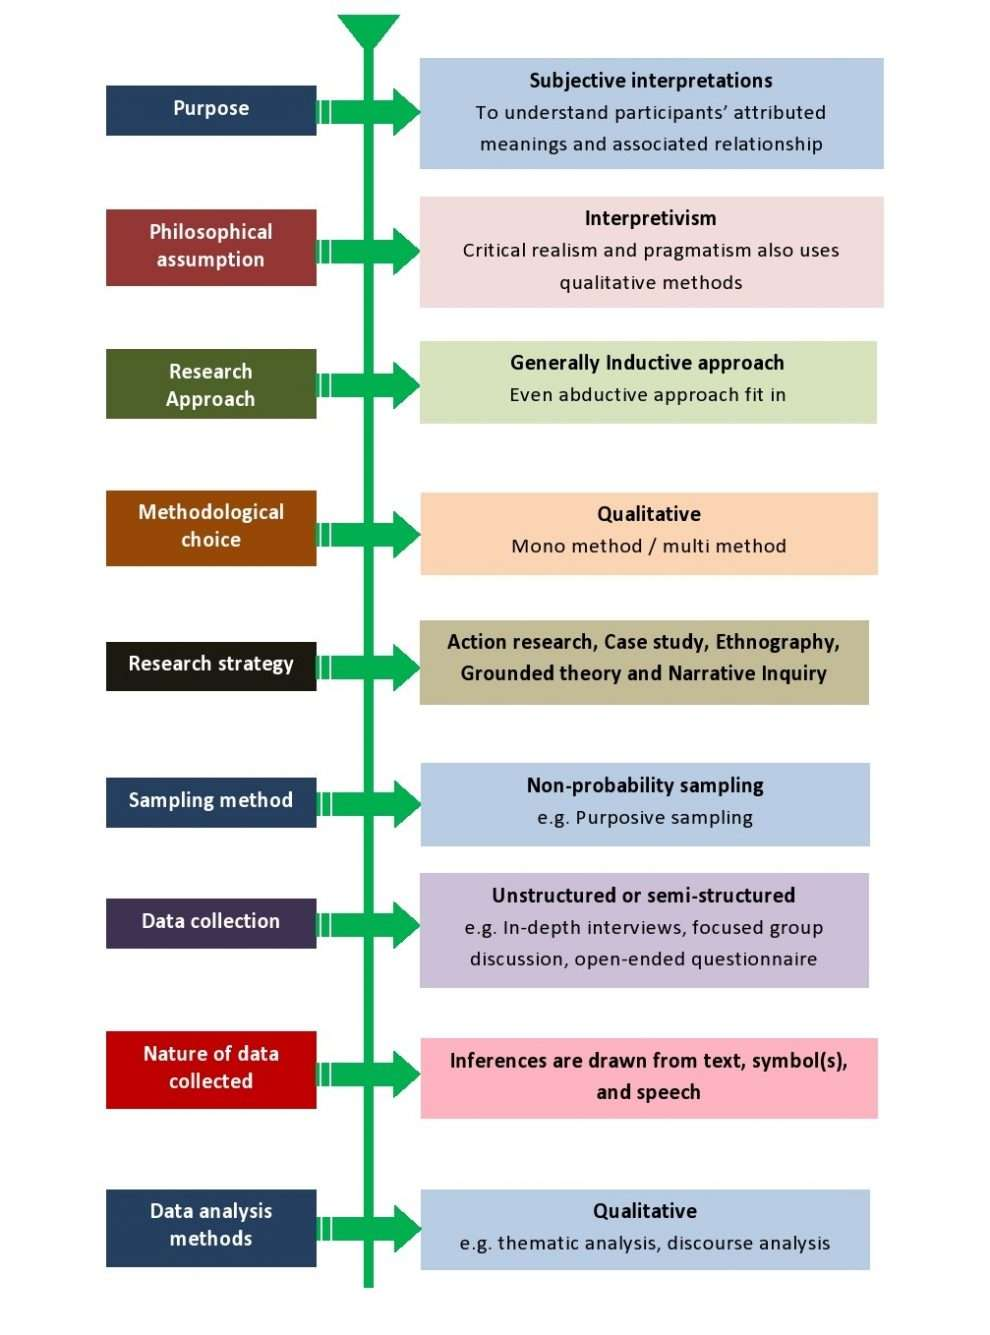 Purpose
Subjective interpretations
To understand participants’ attributed
meanings and associated relationship
Philosophical
assumption
Interpretivism
Critical realism and pragmatism also uses
qualitative methods
Research
Approach
Generally Inductive approach
Even abductive approach fit in
Methodological
choice
Qualitative
Mono method / multi method
Research strategy
Action research, Case study, Ethnography,
Grounded theory and Narrative Inquiry
Sampling method
Non-probability sampling
e.g. Purposive sampling
Data collection
Unstructured or semi-structured
e.g. In-depth interviews, focused group
discussion, open-ended questionnaire
Nature of data
collected
Inferences are drawn from text, symbol(s),
and speech
Data analysis
methods
Qualitative
e.g. thematic analysis, discourse analysis